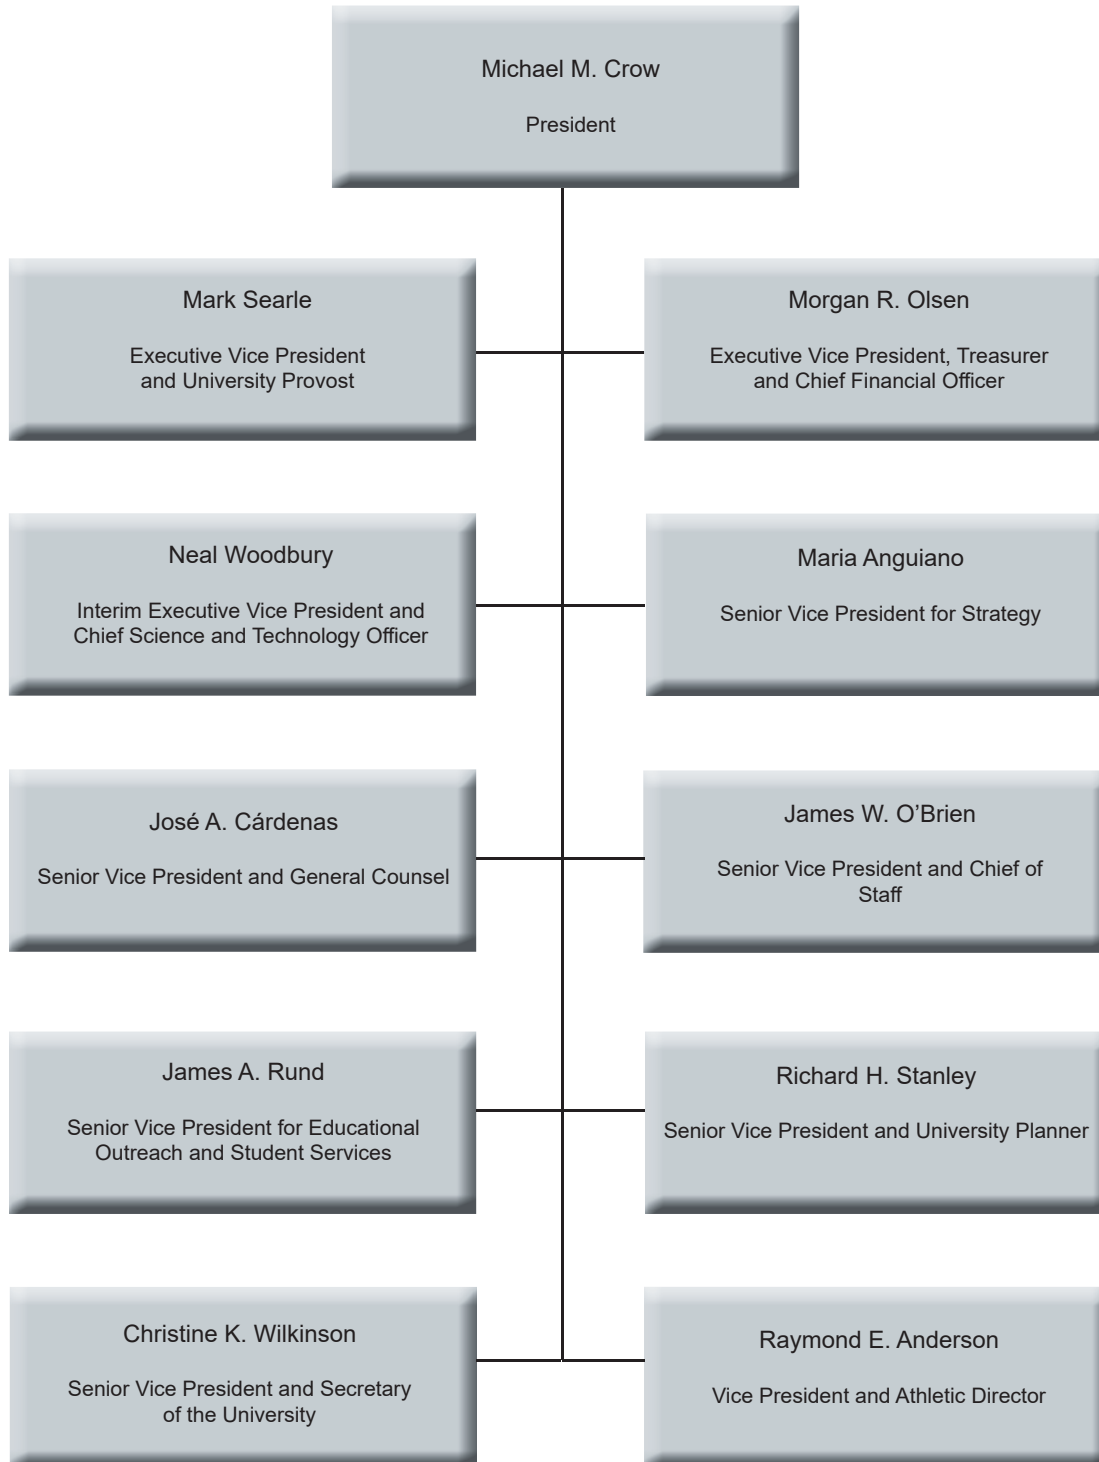 Michael M. Crow
President
Mark Searle
Executive Vice President
and University Provost
Morgan R. Olsen
Executive Vice President, Treasurer
and Chief Financial Officer
Neal Woodbury
Interim Executive Vice President and
Chief Science and Technology Officer
Maria Anguiano
Senior Vice President for Strategy
José A. Cárdenas
Senior Vice President and General Counsel
James W. O’Brien
Senior Vice President and Chief of
Staff
James A. Rund
Senior Vice President for Educational
Outreach and Student Services
Richard H. Stanley
Senior Vice President and University Planner
Christine K. Wilkinson
Senior Vice President and Secretary
of the University
Raymond E. Anderson
Vice President and Athletic Director